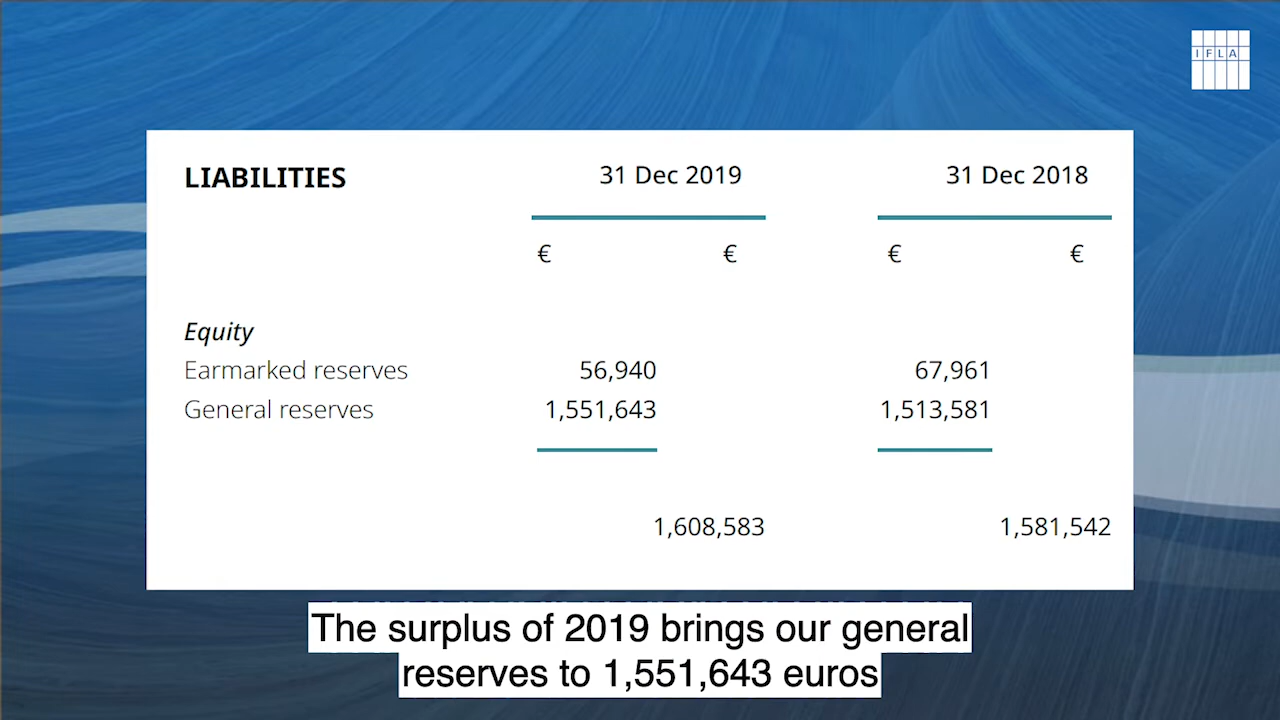 IFLA
LIABILITIES 31 Dec 2019 31 Dec 2018
€ € € €
Equity
Earmarked reserves 56,940 67,961
General reserves 1,551,643 1,513,581
1,608,583 1,581,542
The surplus of 2019 brings our general
reserves to 1,551,643 euros